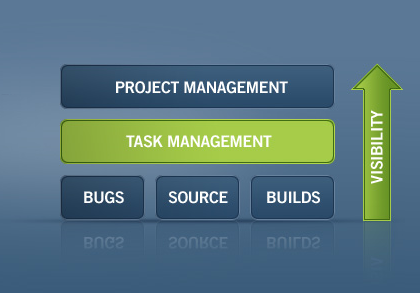 PROJECT MANAGEMENT
TASK MANAGEMENT
BUGS
SOURCE
BUILDS
VISIBILITY